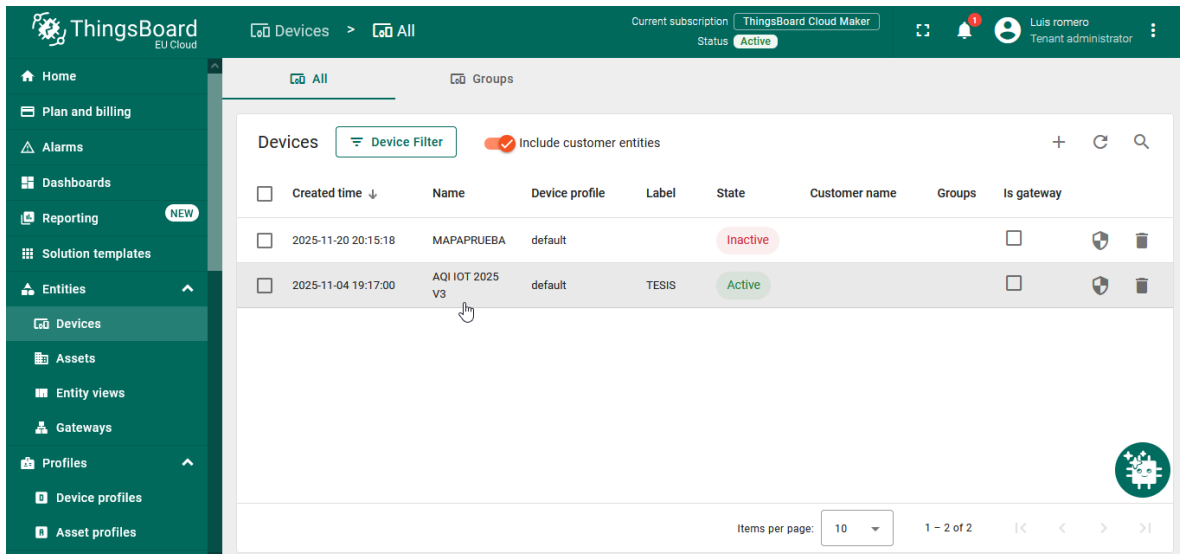 ThingsBoard
EU Cloud
Devices > All
Current subscription ThingsBoard Cloud Maker
Status Active
1
Luis romero
Tenant administrator
Home
Plan and billing
Alarms
Dashboards
Reporting NEW
Solution templates
Entities
Devices
Assets
Entity views
Gateways
Profiles
Device profiles
Asset profiles
All Groups
Devices Device Filter Include customer entities
Created time Name Device profile Label State Customer name Groups Is gateway
2025-11-20 20:15:18 MAPAPRUEBA default Inactive
2025-11-04 19:17:00 AQI IOT 2025 V3 default TESIS Active
Items per page: 10 1 – 2 of 2